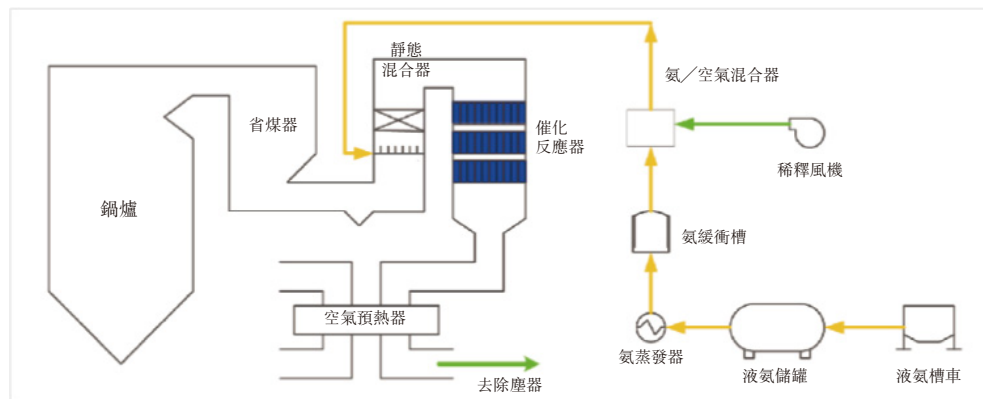 靜態
混合器
氨／空氣混合器
省煤器
催化
反應器
稀釋風機
鍋爐
氨緩衝槽
空氣預熱器
氨蒸發器
液氨儲罐
液氨槽車
去除塵器